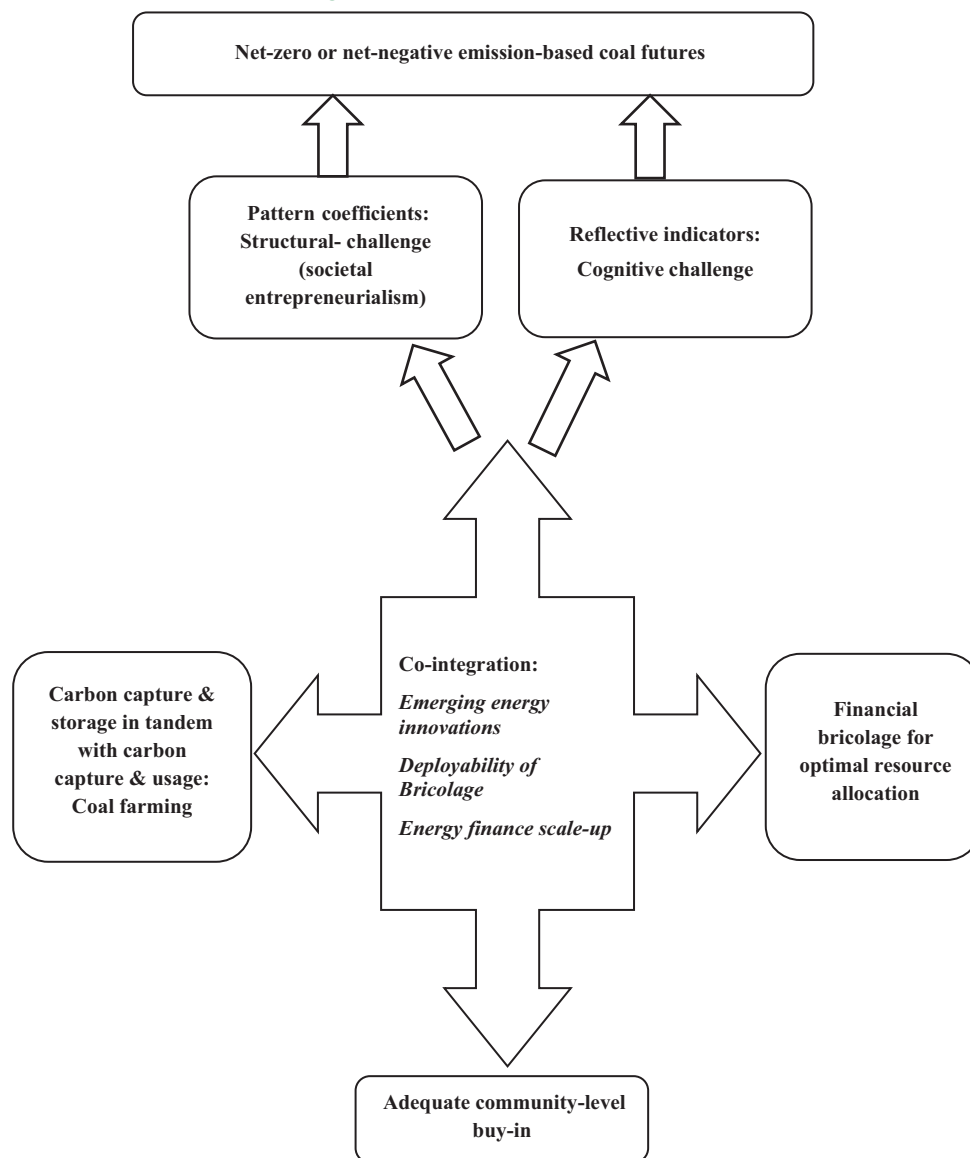 Net-zero or net-negative emission-based coal futures
Pattern coefficients:
Structural- challenge
(societal
entrepreneurialism)
Reflective indicators:
Cognitive challenge
Carbon capture &
storage in tandem
with carbon
capture & usage:
Coal farming
Co-integration:
Emerging energy
innovations
Deployability of
Bricolage
Energy finance scale-up
Financial
bricolage for
optimal resource
allocation
Adequate community-level
buy-in